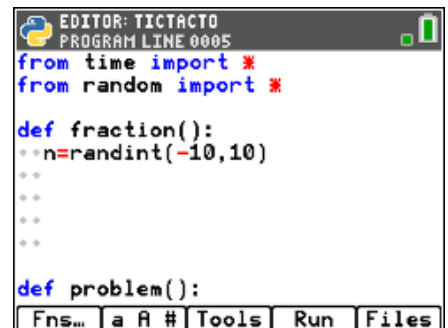 EDITOR: TICTACTO
PROGRAM LINE 0005
from time import *
from random import *
def fraction():
n=randint(-10,10)
def problem():
Fns… a A # Tools Run Files